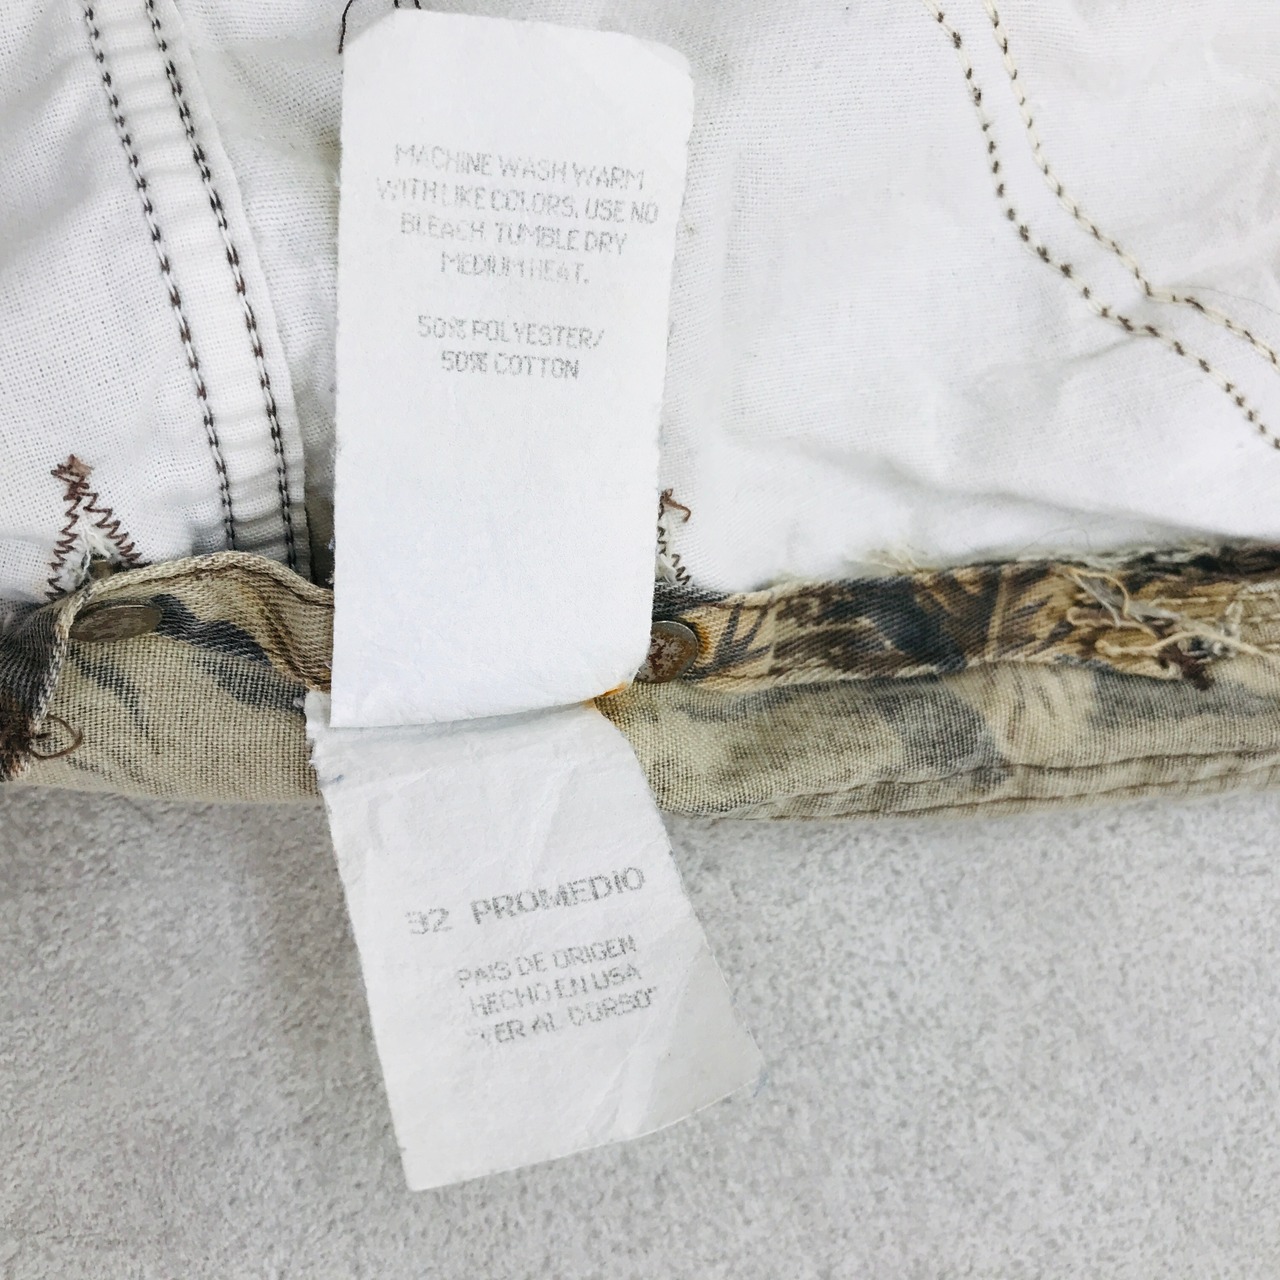 MACHINE WASH WARM
WITH LIKE COLORS. USE NO
BLEACH TUMBLE DRY
MEDIUM HEAT.
50% POLYESTER/
50% COTTON
32 PROMEDIO
PAIS DE ORIGEN
HECHO EN USA
"VER AL DORSO"